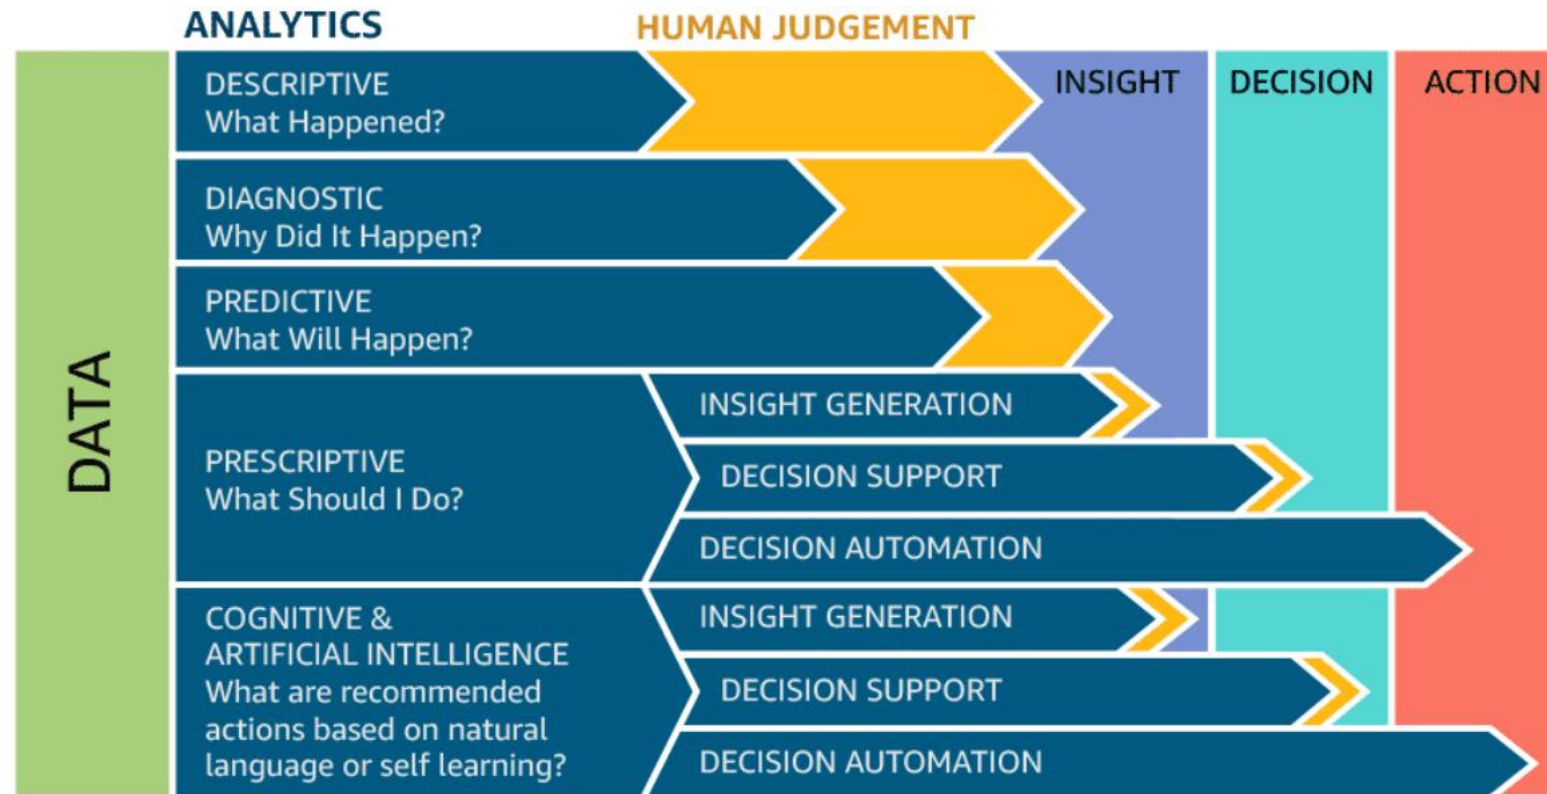 ANALYTICS
HUMAN JUDGEMENT
INSIGHT
DECISION
ACTION
DATA
DESCRIPTIVE
What Happened?
DIAGNOSTIC
Why Did It Happen?
PREDICTIVE
What Will Happen?
PRESCRIPTIVE
What Should I Do?
INSIGHT GENERATION
DECISION SUPPORT
DECISION AUTOMATION
COGNITIVE &
ARTIFICIAL INTELLIGENCE
What are recommended
actions based on natural
language or self learning?
INSIGHT GENERATION
DECISION SUPPORT
DECISION AUTOMATION